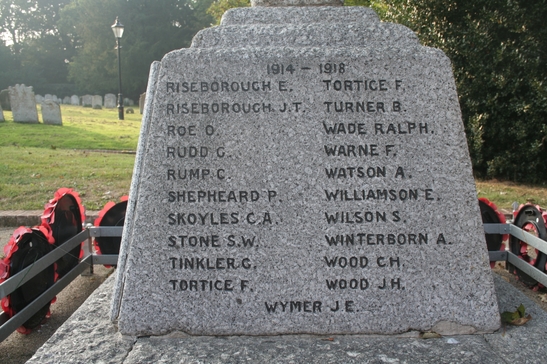 1914 - 1918
RISEBOROUGH E.
RISEBOROUGH. J.T.
ROE O.
RUDD G.
RUMP. C.
SHEPHEARD P.
SKOYLES C.A.
STONE S.W.
TINKLER G.
TORTICE F.
TORTICE F.
TURNER B.
WADE RALPH.
WARNE F.
WATSON A.
WILLIAMSON E.
WILSON S.
WINTERBORN A.
WOOD C.H.
WOOD J.H.
WYMER J.E.